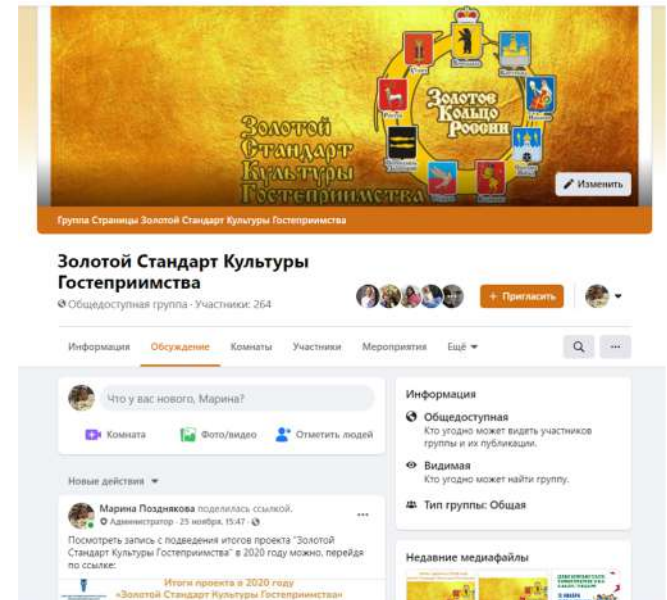 Золотой
Стандарт
Культуры
Гостеприимства
Золотое
Кольцо
России
Изменить
Группа Страницы Золотой Стандарт Культуры Гостеприимства
Золотой Стандарт Культуры
Гостеприимства
Общедоступная группа · Участники: 264
+ Пригласить
Информация Обсуждение Комнаты Участники Мероприятия Ещё
Что у вас нового, Марина?
Комната Фото/видео Отметить людей
Новые действия
Марина Позднякова поделилась ссылкой.
Администратор · 25 ноября, 15:47 ·
Посмотреть запись с подведения итогов проекта "Золотой
Стандарт Культуры Гостеприимства" в 2020 году можно, перейдя
по ссылке:
Итоги проекта в 2020 году
«Золотой Стандарт Культуры Гостеприимства»
Информация
Общедоступная
Кто угодно может видеть участников
группы и их публикации.
Видимая
Кто угодно может найти группу.
Тип группы: Общая
Недавние медиафайлы